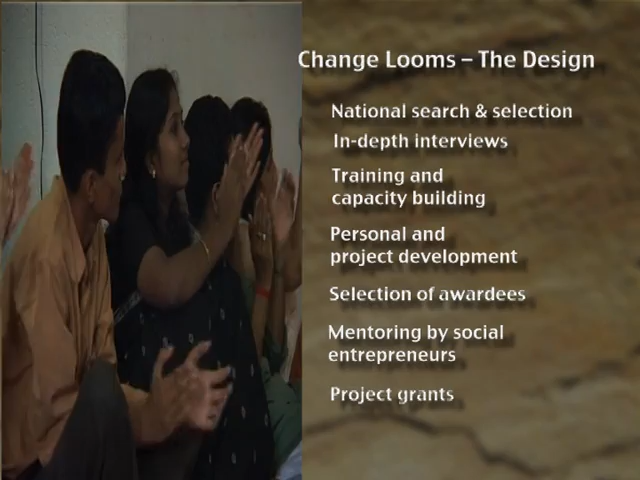 Change Looms – The Design
National search & selection
In-depth interviews
Training and
capacity building
Personal and
project development
Selection of awardees
Mentoring by social
entrepreneurs
Project grants